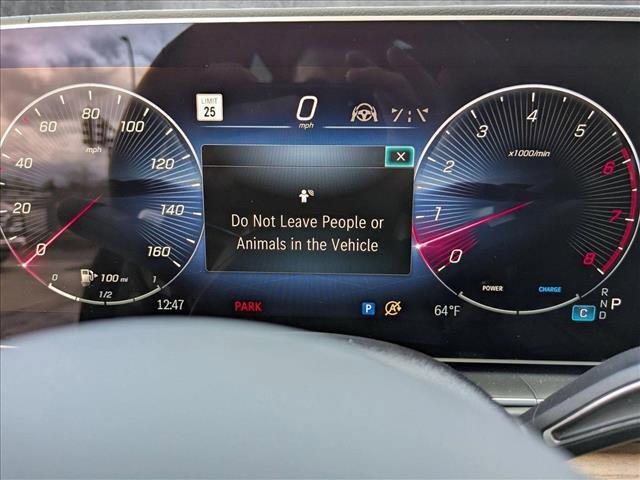 LIMIT
25
0
mph
0
20
40
60
80
100
120
140
160
mph
Do Not Leave People or
Animals in the Vehicle
0
1
2
3
4
5
6
7
8
x1000/min
0
1/2
1
100 mi
POWER
CHARGE
12:47
PARK
P
A
64°F
C
R
N
D
P